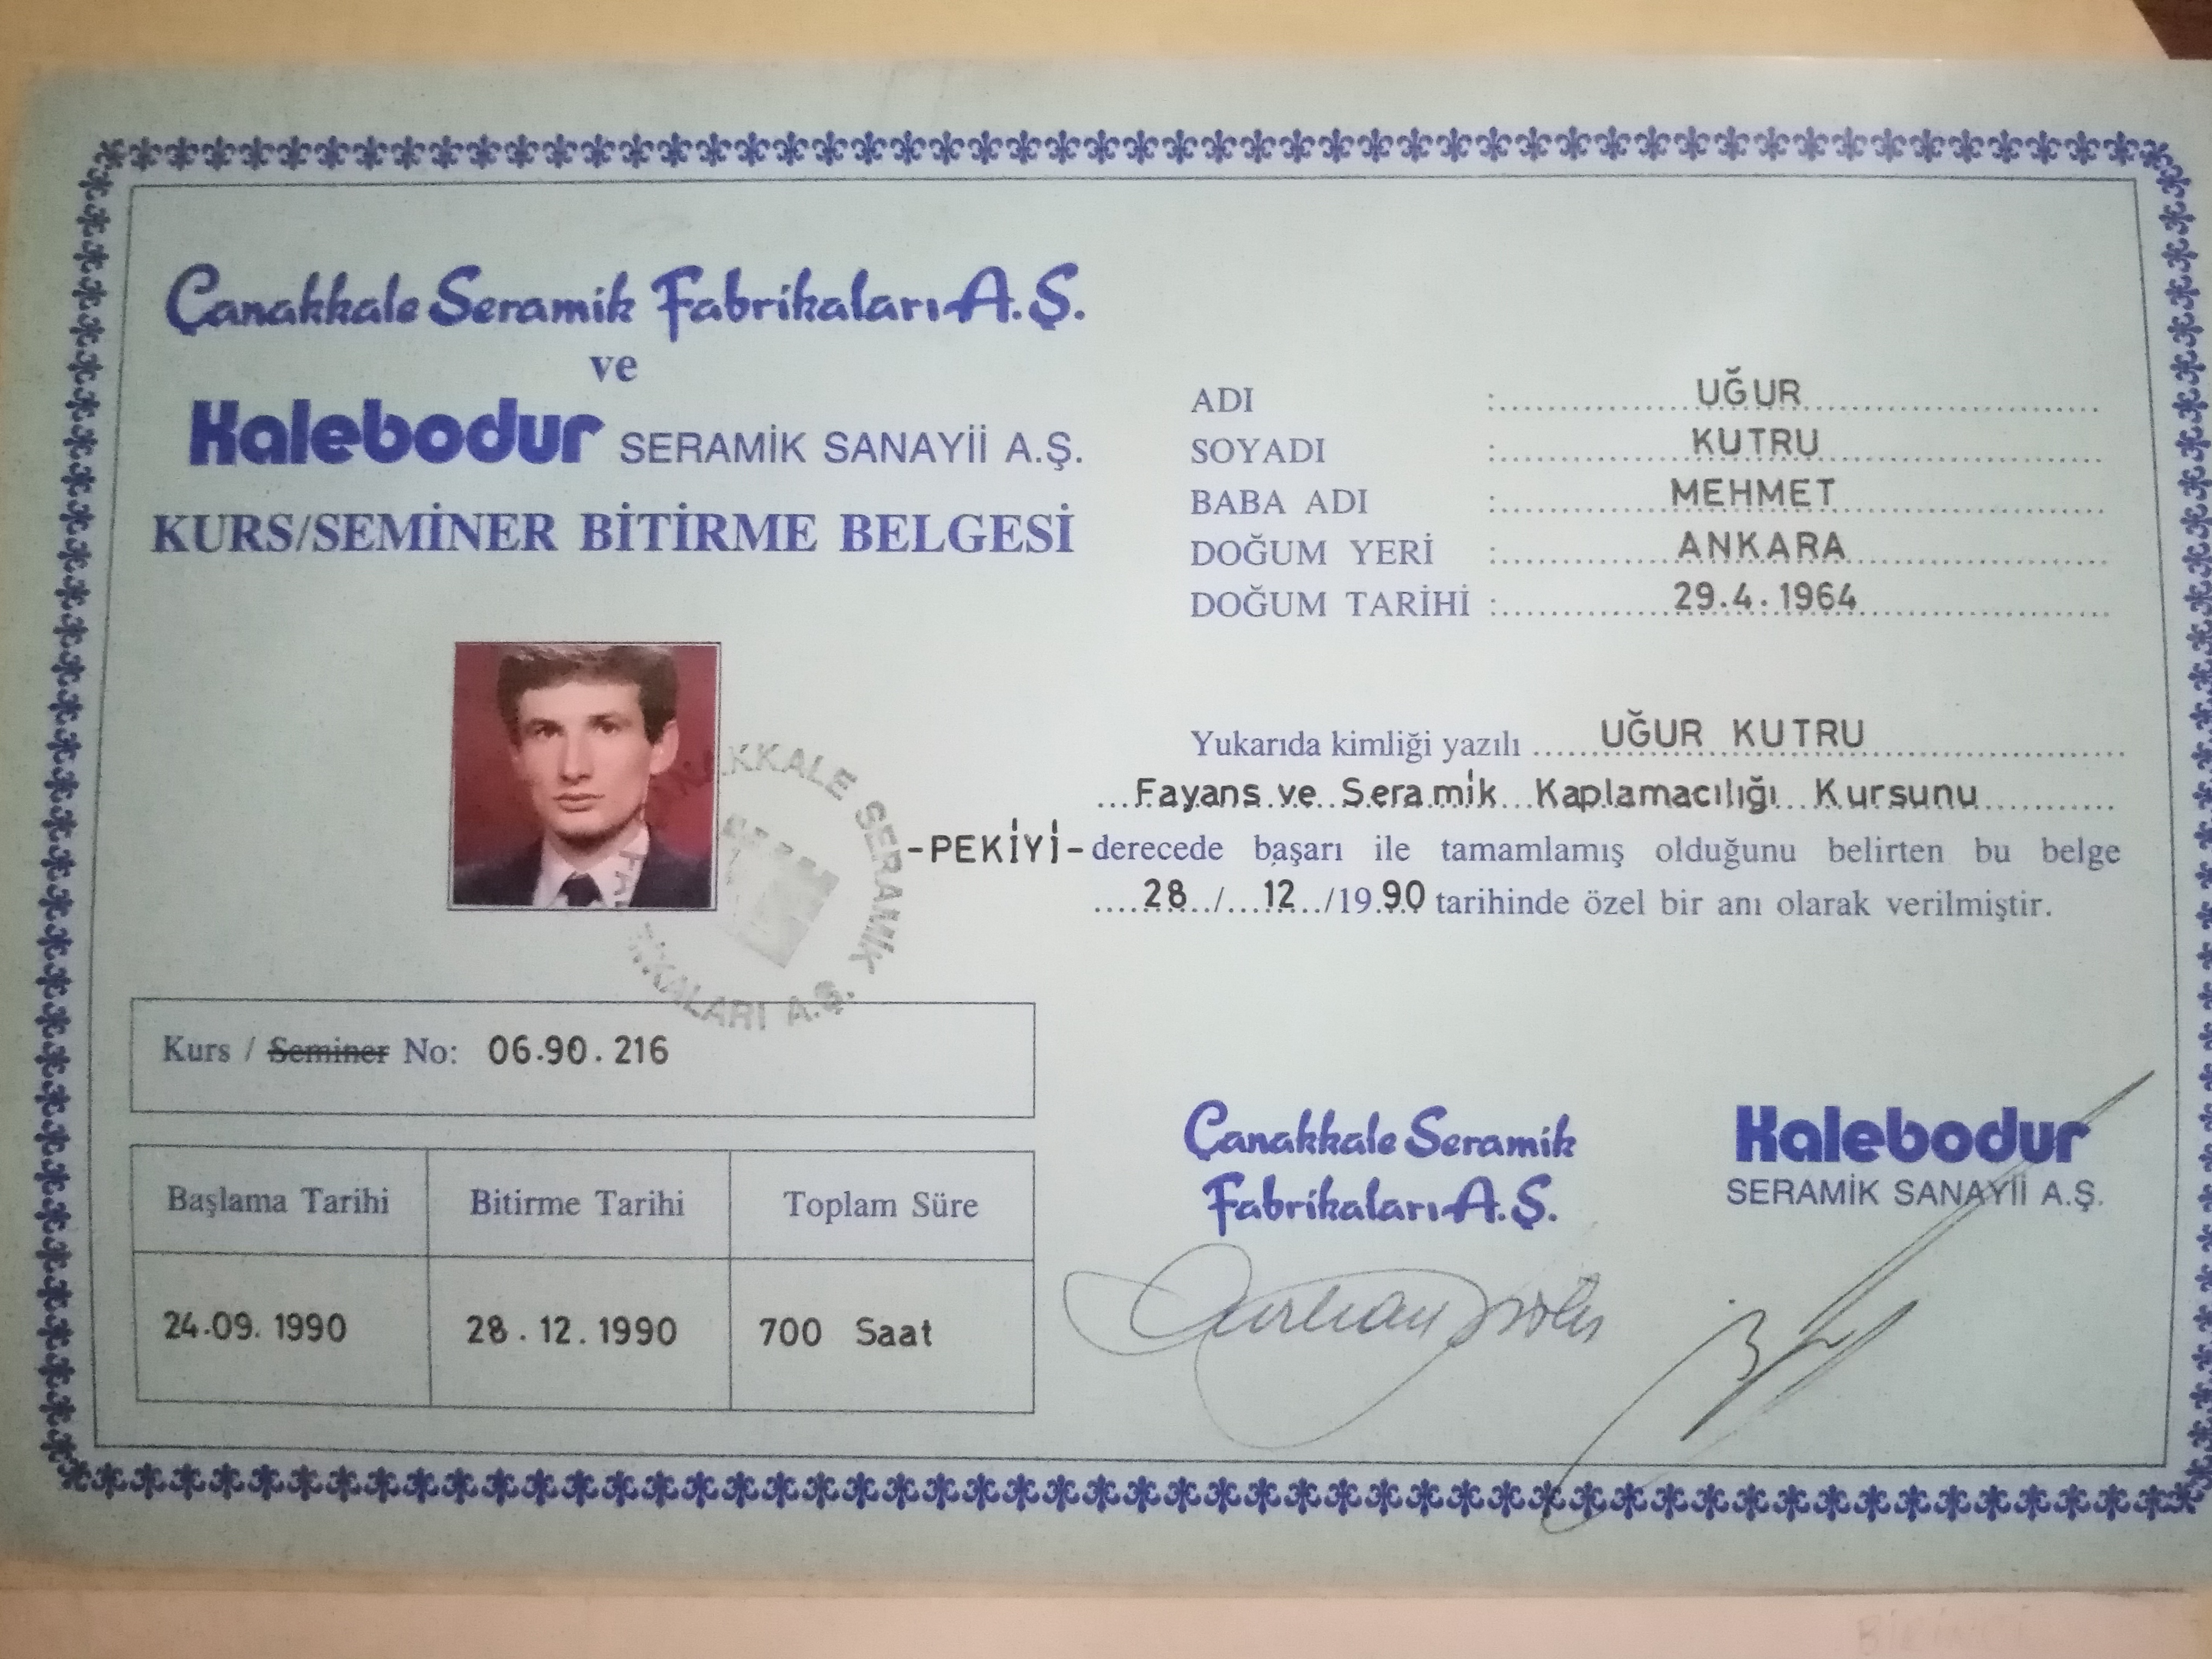 Çanakkale Seramik Fabrikaları A.Ş.
ve
Kalebodur SERAMİK SANAYİİ A.Ş.
KURS/SEMİNER BİTİRME BELGESİ
KKALE SERAMİK
İKALARI A.Ş.
Kurs / Seminer No: 06.90.216
Başlama Tarihi Bitirme Tarihi Toplam Süre
24.09.1990 28.12.1990 700 Saat
ADI : UĞUR
SOYADI : KUTRU
BABA ADI : MEHMET
DOĞUM YERİ : ANKARA
DOĞUM TARİHİ : 29.4.1964
Yukarıda kimliği yazılı UĞUR KUTRU
Fayans ve Seramik Kaplamacılığı Kursunu
-PEKİYİ- derecede başarı ile tamamlamış olduğunu belirten bu belge
28 / 12 /1990 tarihinde özel bir anı olarak verilmiştir.
Çanakkale Seramik
Fabrikaları A.Ş.
Kalebodur
SERAMİK SANAYİİ A.Ş.